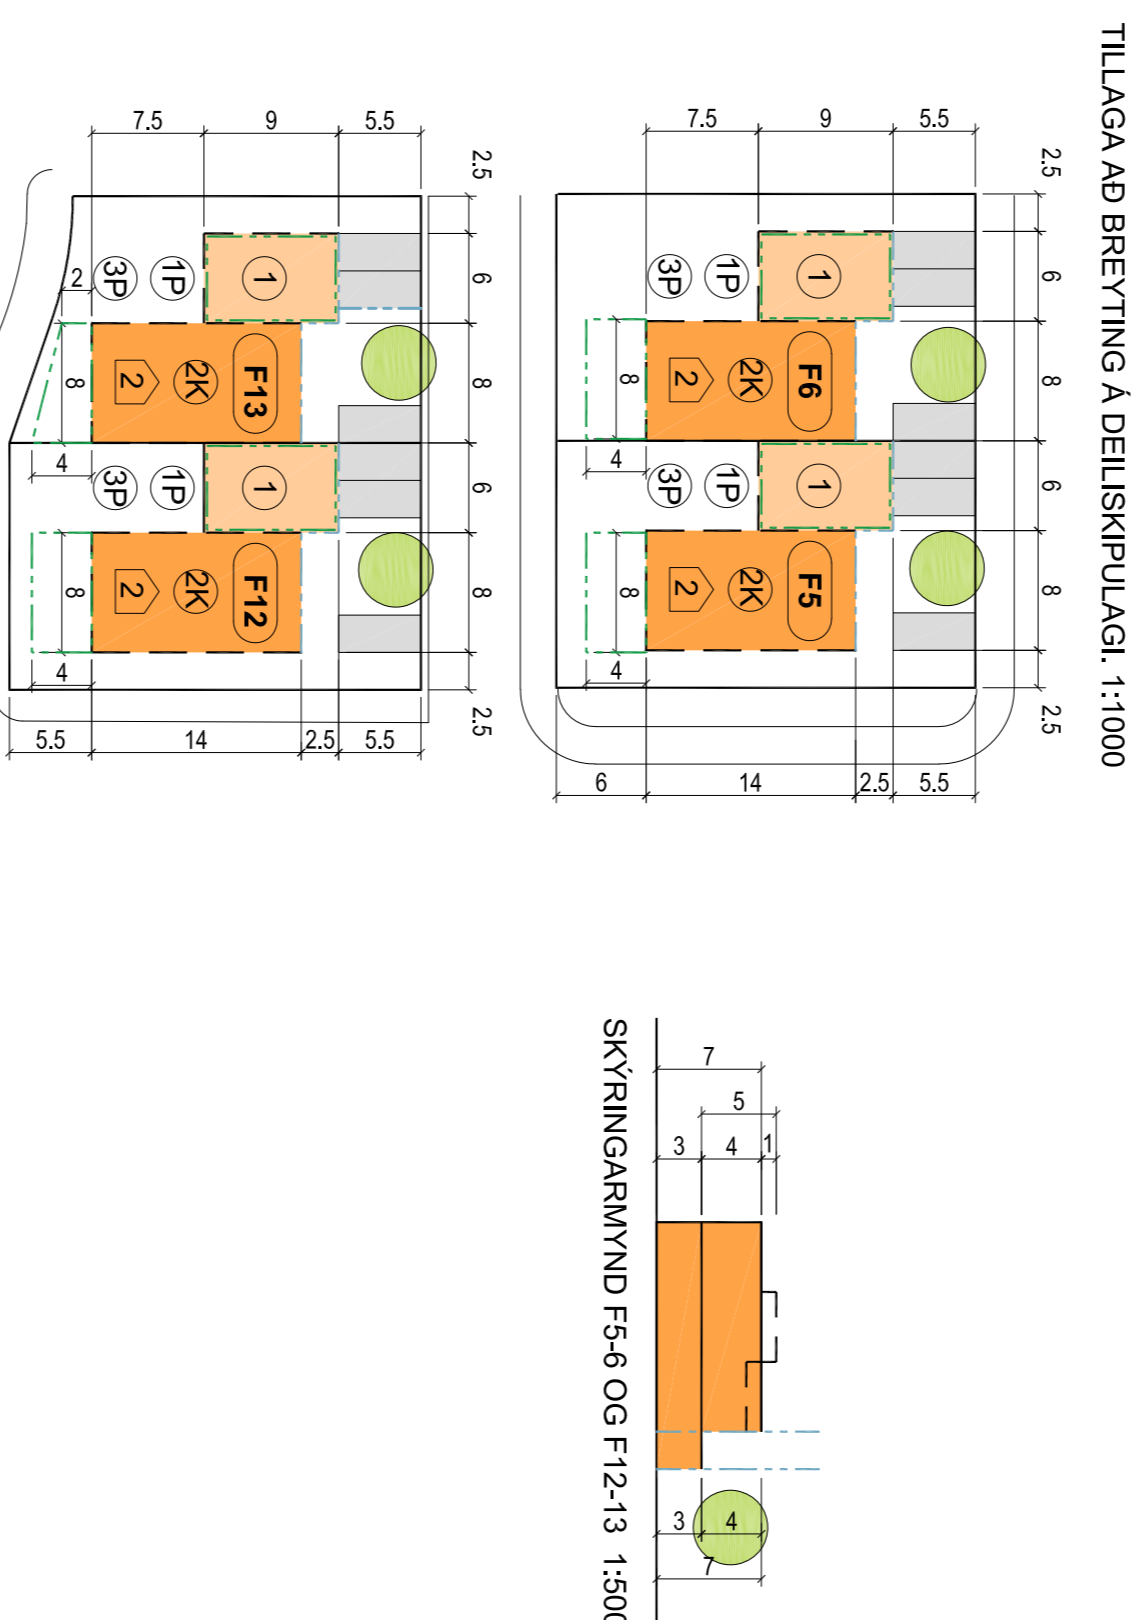 TILLAGA AÐ BREYTING Á DEILISKIPULAGI. 1:1000
7.5 9 5.5
2.5
6
8
6
8
2.5
3P 1P 1
2 2K F6
8
4
3P 1P 1
2 2K F5
8
4
6 14 2.5 5.5
7.5 9 5.5
2.5
6
8
6
8
2.5
2
3P 1P 1
8
2 2K F13
4
3P 1P 1
8
2 2K F12
4
5.5 14 2.5 5.5
7
5
3 4 1
3 4
7
SKÝRINGARMYND F5-6 OG F12-13 1:500